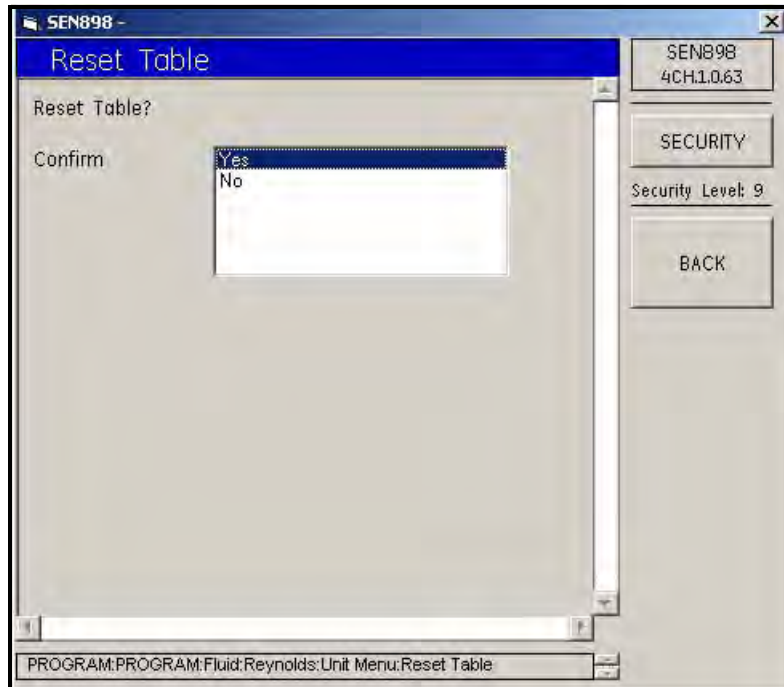 SEN898 -
Reset Table
Reset Table?
Confirm
Yes
No
SEN898
4CH.1.0.63
SECURITY
Security Level: 9
BACK
PROGRAM:PROGRAM:Fluid:Reynolds:Unit Menu:Reset Table